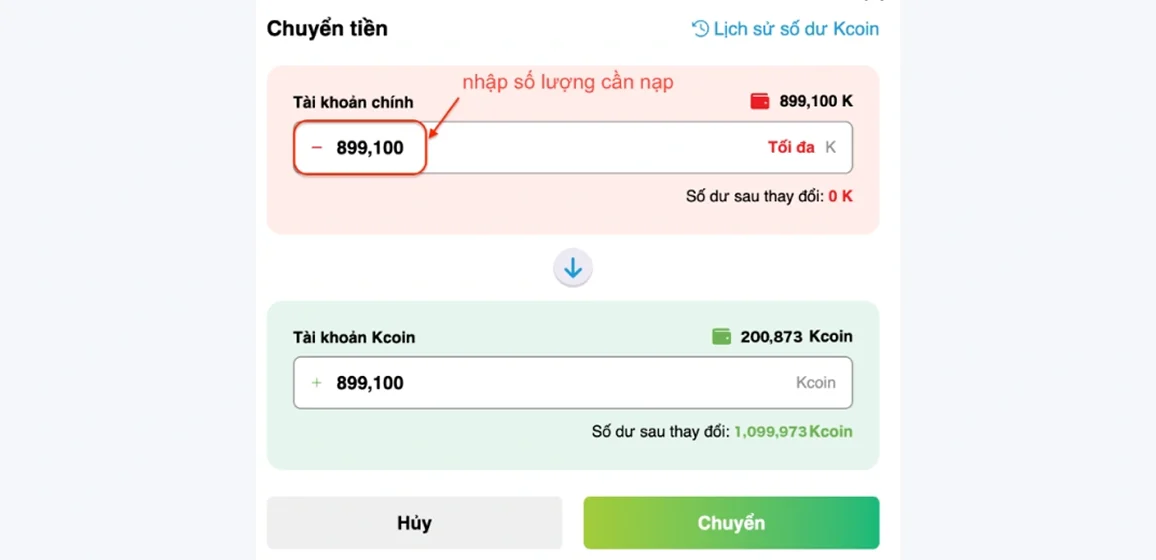 Chuyển tiền
Lịch sử số dư Kcoin
nhập số lượng cần nạp
Tài khoản chính
899,100 K
− 899,100
Tối đa K
Số dư sau thay đổi: 0 K
Tài khoản Kcoin
200,873 Kcoin
+ 899,100
Kcoin
Số dư sau thay đổi: 1,099,973 Kcoin
Hủy
Chuyển